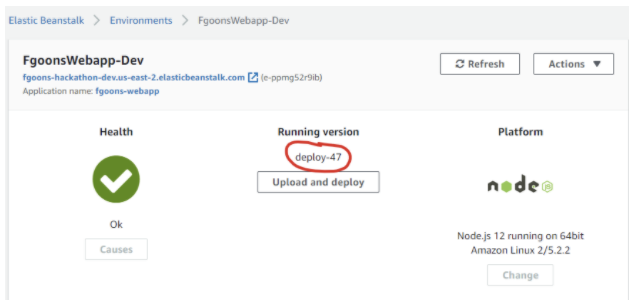 Elastic Beanstalk > Environments > FgoonsWebapp-Dev
FgoonsWebapp-Dev
fgoons-hackathon-dev.us-east-2.elasticbeanstalk.com (e-ppmg52r9ib)
Application name: fgoons-webapp
Refresh
Actions ▼
Health
Running version
Platform
deploy-47
Upload and deploy
node JS
Ok
Causes
Node.js 12 running on 64bit
Amazon Linux 2/5.2.2
Change